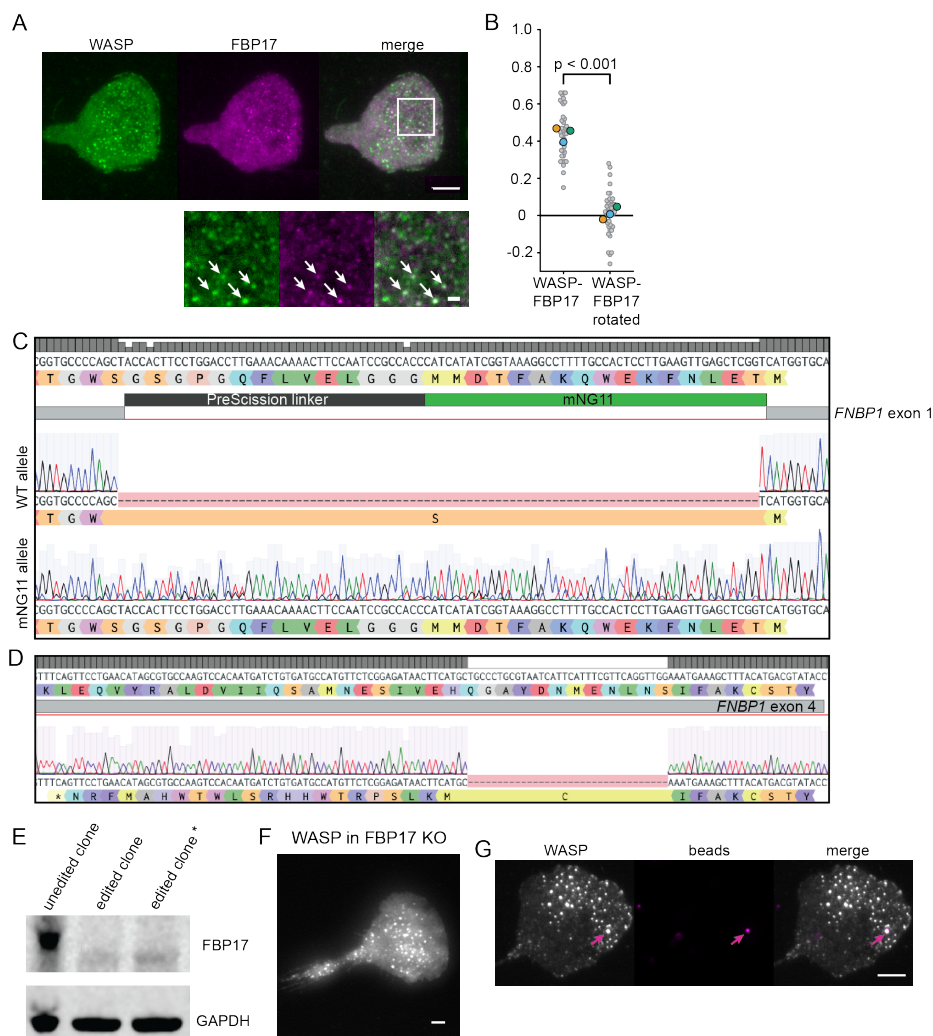 A
WASP FBP17 merge
B
1.0
0.8
0.6
0.4
0.2
0
-0.2
p < 0.001
WASP-FBP17
WASP-FBP17 rotated
C
CGGTGCCCCAGCTACCACTTCCTGGACCTTGAAACAAAACTTCCAATCCGCCACCCATCATATCGGTAAAGGCCTTTTGCCACTCCTTGAAGTTGAGCTCGGTCATGGTGCA
T G W S G S G P G Q F L V E L G G G M M D T F A K Q W E K F N L E T M
PreScission linker mNG11
FNBP1 exon 1
WT allele
CGGTGCCCCAGC TCATGGTGCA
T G W S M
mNG11 allele
CGGTGCCCCAGCTACCACTTCCTGGACCTTGAAACAAAACTTCCAATCCGCCACCCATCATATCGGTAAAGGCCTTTTGCCACTCCTTGAAGTTGAGCTCGGTCATGGTGCA
T G W S G S G P G Q F L V E L G G G M M D T F A K Q W E K F N L E T M
D
GTTTCAGTTCCTGAACATAGCGTGCCAAGTCCACAATGATCTGTGATGCCATGTTCTCGGAGATAACTTCATGCTGCCCTGCGTAATCATTCATTTCGTTCAGGTTGGAAATGAAAGCTTTACATGACGTATACC
K L E Q V Y R A L D V I I Q S A M N E S I V E H Q G A Y D N M E N L N S I F A K C S T Y
FNBP1 exon 4
GTTTCAGTTCCTGAACATAGCGTGCCAAGTCCACAATGATCTGTGATGCCATGTTCTCGGAGATAACTTCATGC AAATGAAAGCTTTACATGACGTATACC
* N R F M A H W T W L S R H H W T R P S L K M C I F A K C S T Y
E
unedited clone
edited clone
edited clone *
FBP17
GAPDH
F
WASP in FBP17 KO
G
WASP beads merge